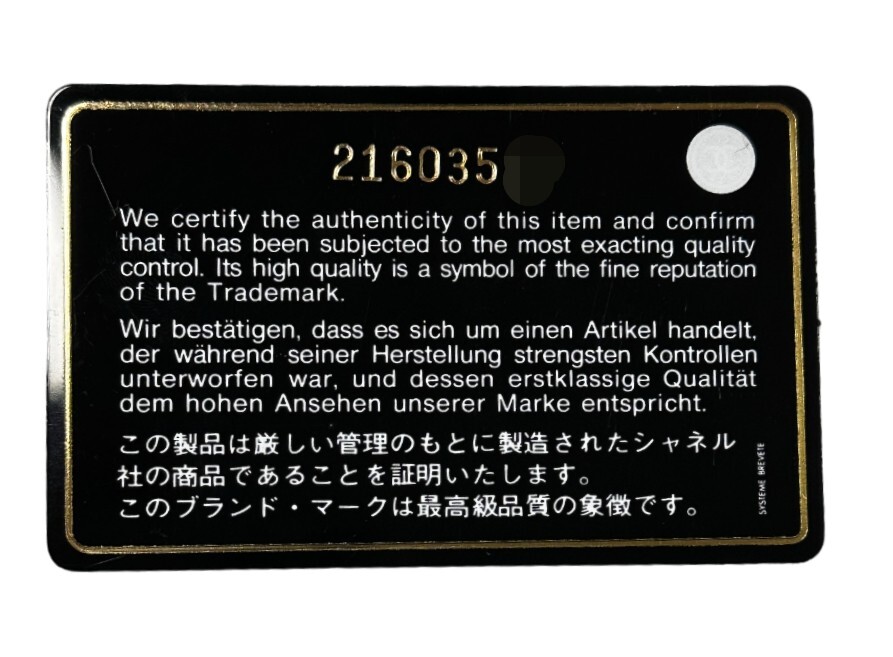 216035
We certify the authenticity of this item and confirm
that it has been subjected to the most exacting quality
control. Its high quality is a symbol of the fine reputation
of the Trademark.
Wir bestätigen, dass es sich um einen Artikel handelt,
der während seiner Herstellung strengsten Kontrollen
unterworfen war, und dessen erstklassige Qualität
dem hohen Ansehen unserer Marke entspricht.
この製品は厳しい管理のもとに製造されたシャネル
社の商品であることを証明いたします。
このブランド・マークは最高級品質の象徴です。
SYSTEME BREVETE